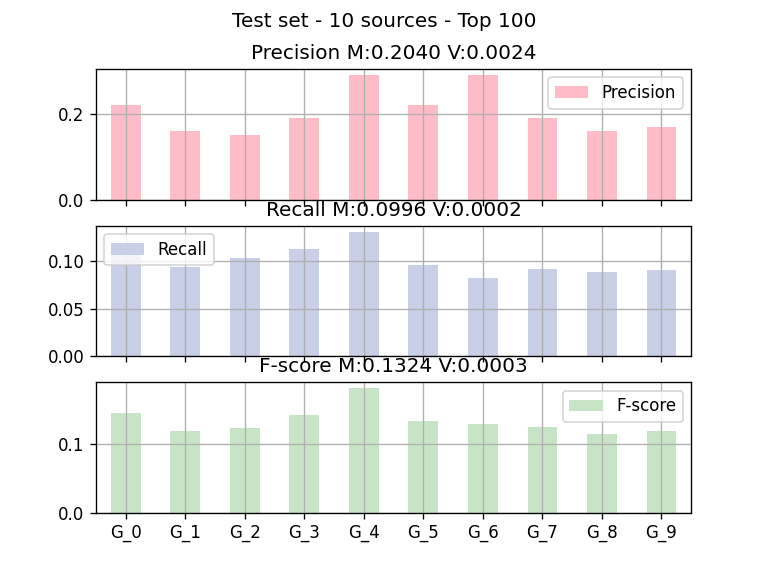 Test set - 10 sources - Top 100
Precision M:0.2040 V:0.0024
Precision
0.2
0.0
Recall M:0.0996 V:0.0002
Recall
0.10
0.05
0.00
F-score M:0.1324 V:0.0003
F-score
0.1
0.0
G_0 G_1 G_2 G_3 G_4 G_5 G_6 G_7 G_8 G_9